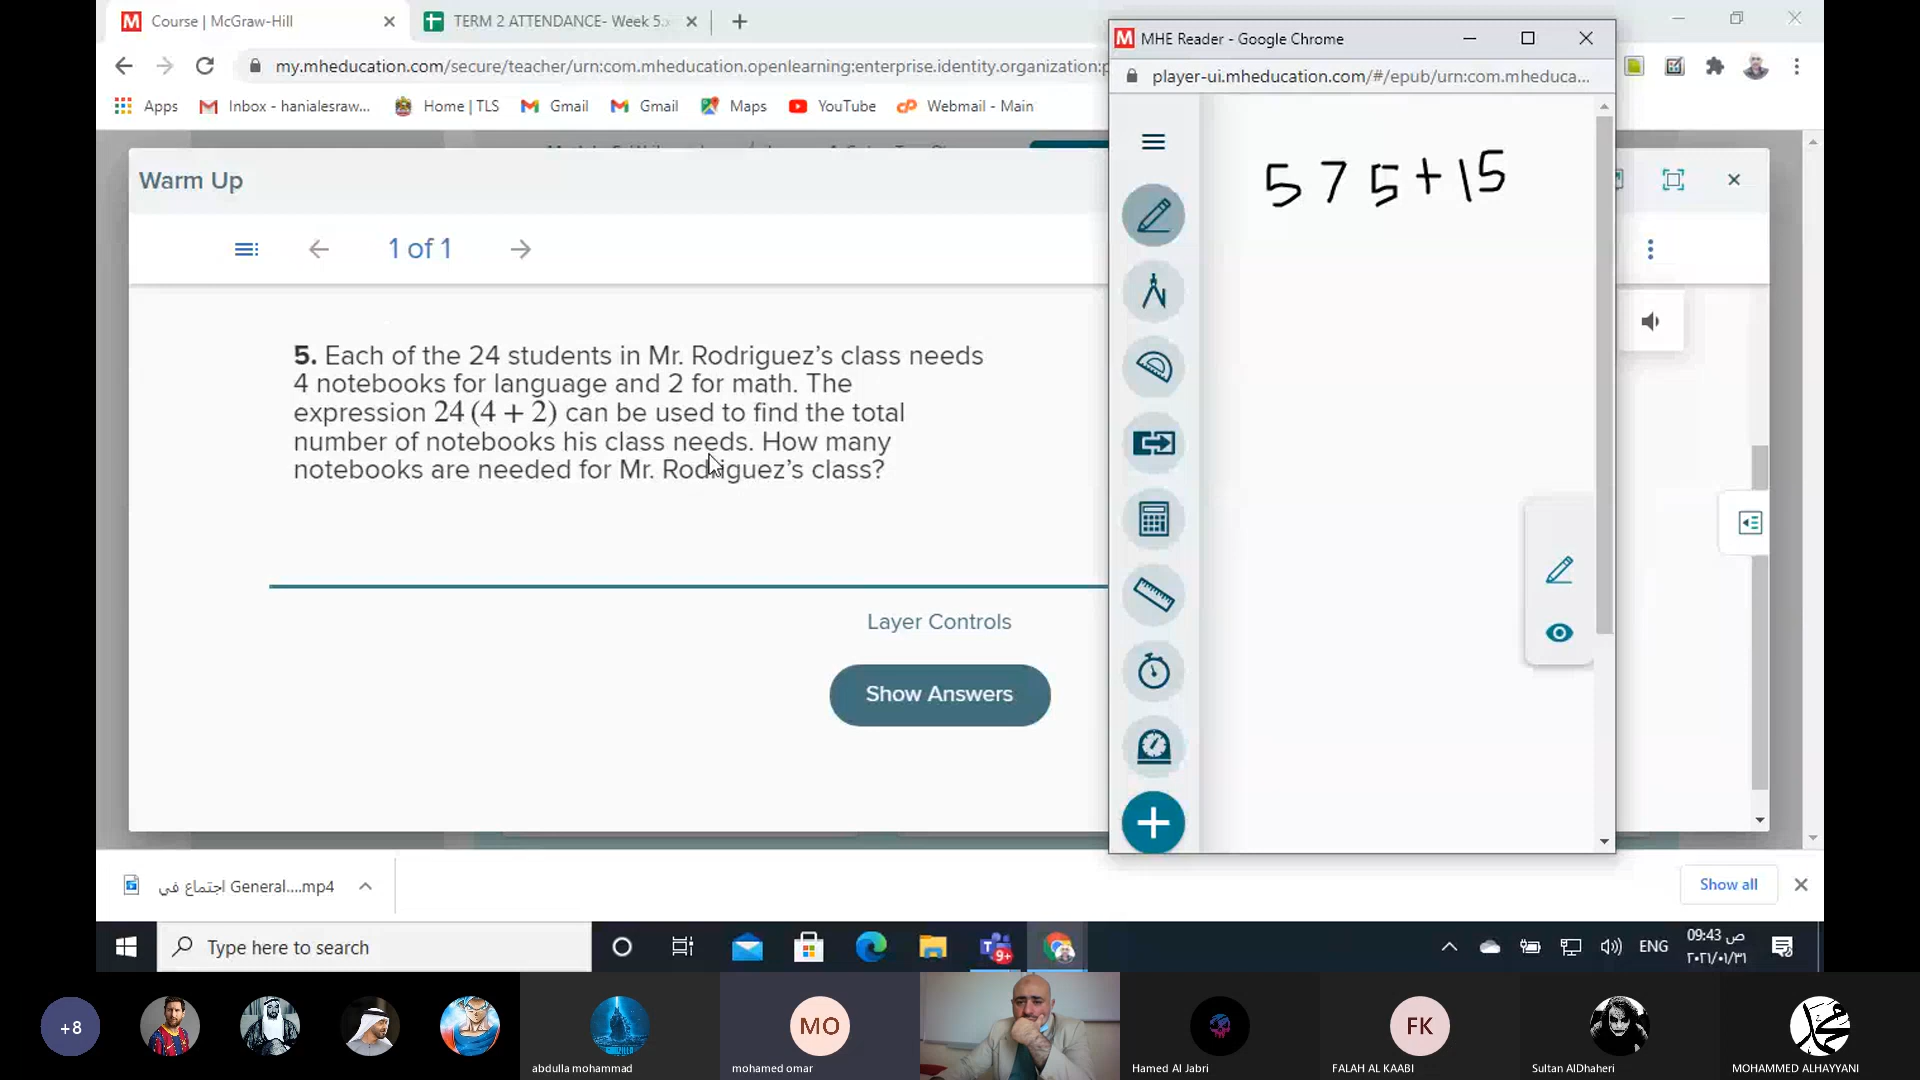 Course | McGraw-Hill
TERM 2 ATTENDANCE- Week 5.x
MHE Reader - Google Chrome
my.mheducation.com/secure/teacher/urn:com.mheducation.openlearning:enterprise.identity.organization:p
player-ui.mheducation.com/#/epub/urn:com.mheduca...
Apps
Inbox - hanialesraw...
Home | TLS
Gmail
Gmail
Maps
YouTube
Webmail - Main
Warm Up
575+15
1 of 1
5. Each of the 24 students in Mr. Rodriguez's class needs
4 notebooks for language and 2 for math. The
expression 24 (4 + 2) can be used to find the total
number of notebooks his class needs. How many
notebooks are needed for Mr. Rodriguez's class?
Layer Controls
Show Answers
اجتماع في General....mp4
Show all
Type here to search
9+
ENG
09:43 ص
٢٠٢١/٠١/٣١
+8
MO
FK
GODZILLA
abdulla mohammad
mohamed omar
Hamed Al Jabri
FALAH AL KAABI
Sultan AlDhaheri
MOHAMMED ALHAYYANI